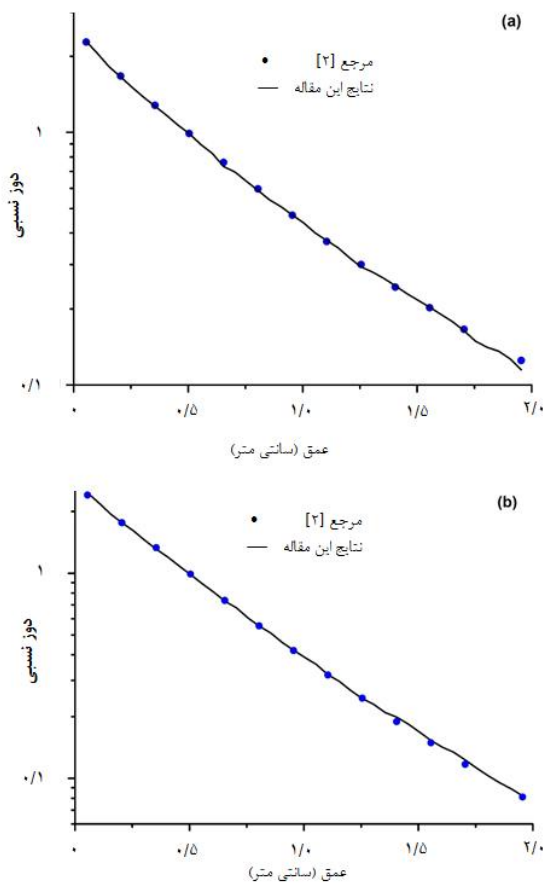 (a)
مرجع [۲]
نتایج این مقاله
۱
دوز نسبی
۰/۱
۰ ۰/۵ ۱/۰ ۱/۵ ۲/۰
عمق (سانتی متر)
(b)
مرجع [۲]
نتایج این مقاله
۱
دوز نسبی
۰/۱
۰ ۰/۵ ۱/۰ ۱/۵ ۲/۰
عمق (سانتی متر)